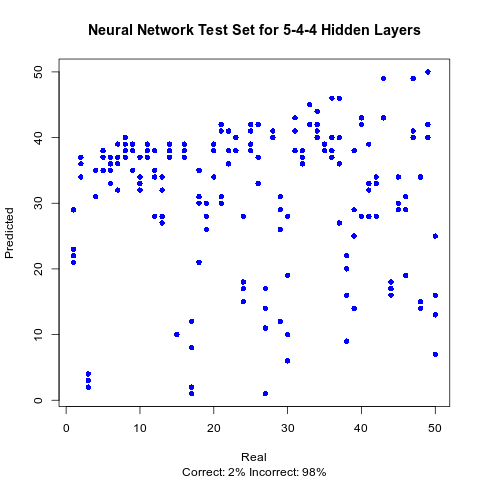 Neural Network Test Set for 5-4-4 Hidden Layers
50
40
30
20
10
0
Predicted
0 10 20 30 40 50
Real
Correct: 2% Incorrect: 98%